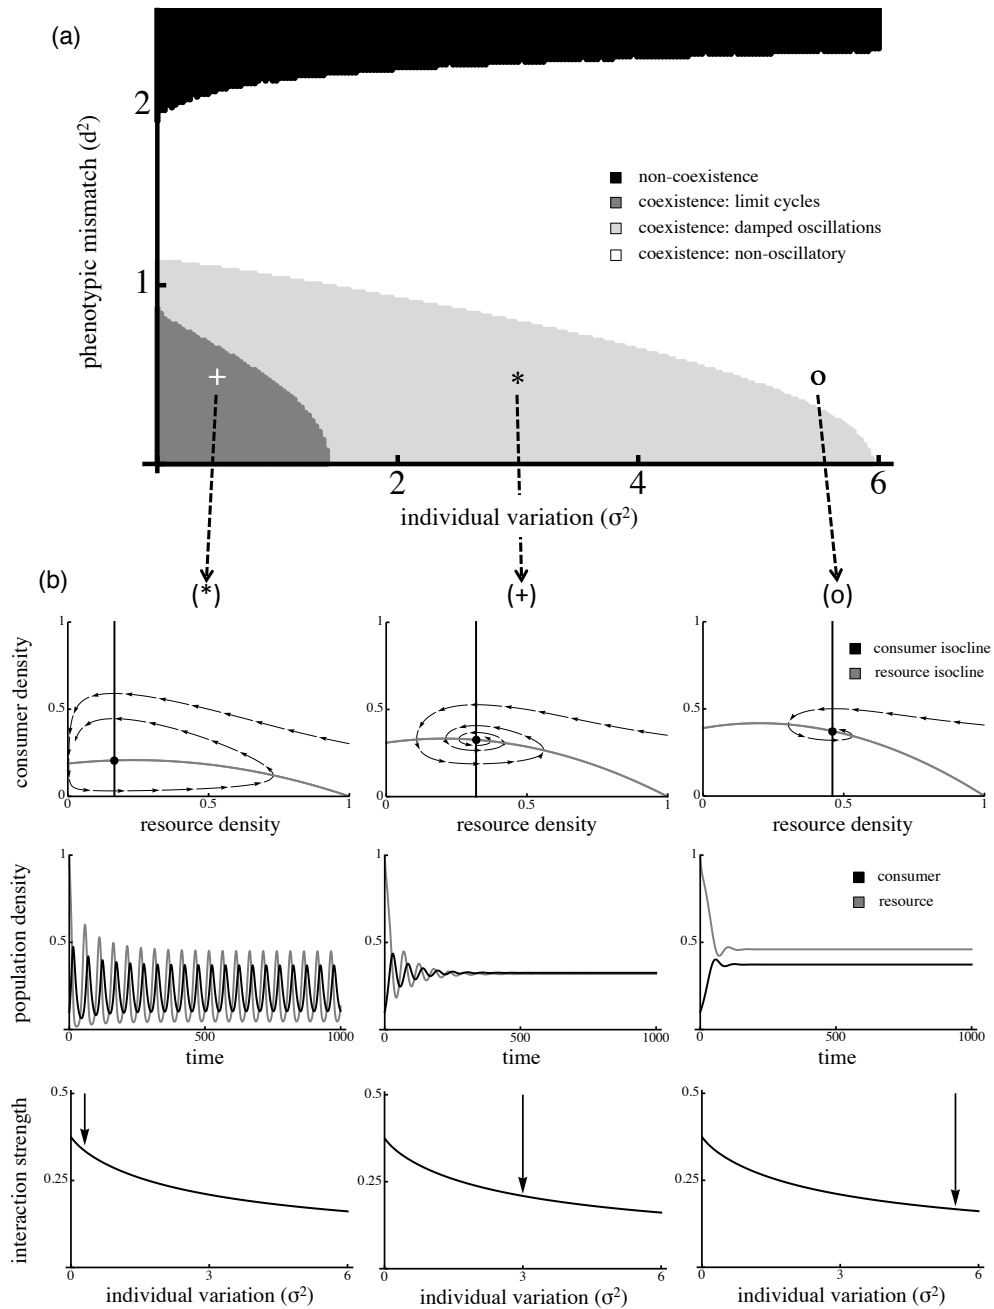 (a)
phenotypic mismatch (d²)
2
1
non-coexistence
coexistence: limit cycles
coexistence: damped oscillations
coexistence: non-oscillatory
+ * o
2 4 6
individual variation (σ²)
(b)
(*) (+) (o)
consumer density
1
0.5
0
0 0.5 1
resource density
1
0.5
0
0 0.5 1
resource density
1
0.5
0
0 0.5 1
resource density
consumer isocline
resource isocline
population density
1
0.5
0
0 500 1000
time
1
0.5
0
0 500 1000
time
1
0.5
0
0 500 1000
time
consumer
resource
interaction strength
0.5
0.25
0
0 3 6
individual variation (σ²)
0.5
0.25
0
0 3 6
individual variation (σ²)
0.5
0.25
0
0 3 6
individual variation (σ²)